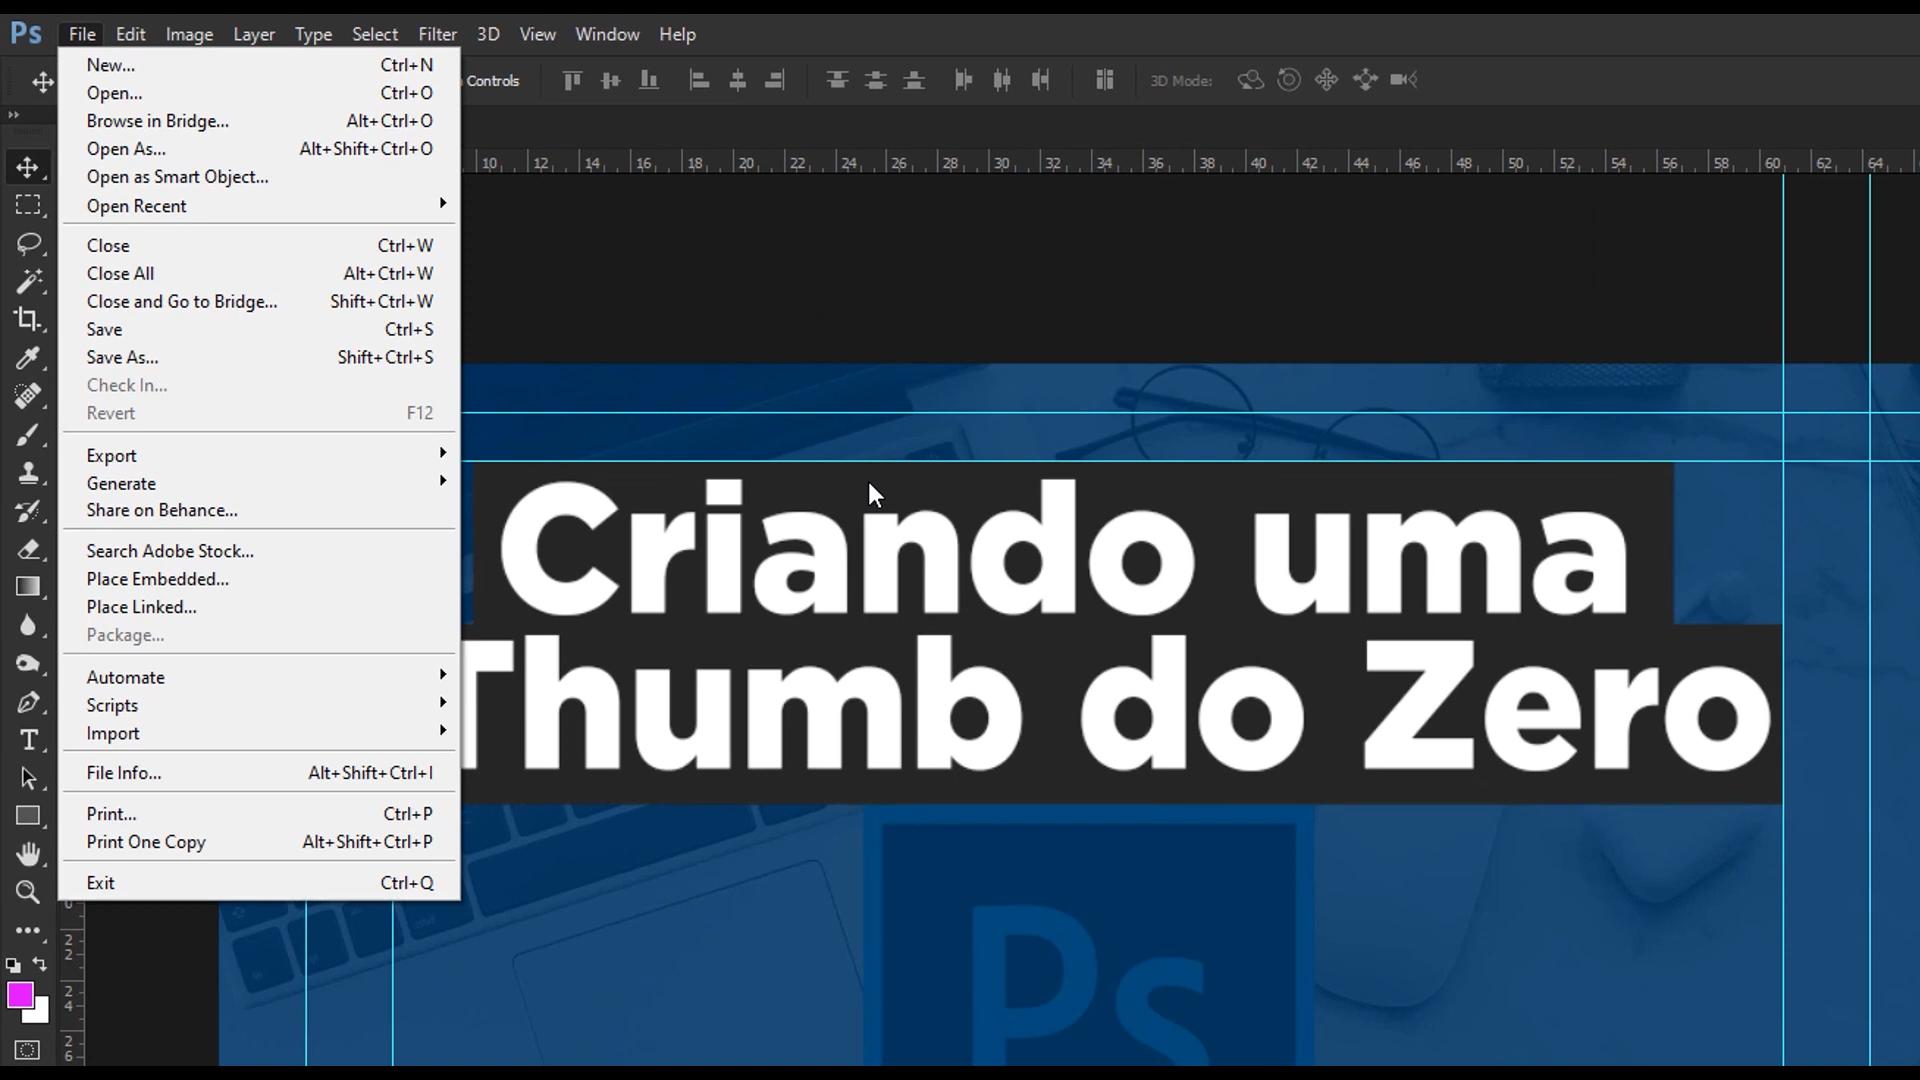 Ps File Edit Image Layer Type Select Filter 3D View Window Help
New... Ctrl+N
Open... Ctrl+O
Browse in Bridge... Alt+Ctrl+O
Open As... Alt+Shift+Ctrl+O
Open as Smart Object...
Open Recent
Close Ctrl+W
Close All Alt+Ctrl+W
Close and Go to Bridge... Shift+Ctrl+W
Save Ctrl+S
Save As... Shift+Ctrl+S
Check In...
Revert F12
Export
Generate
Share on Behance...
Search Adobe Stock...
Place Embedded...
Place Linked...
Package...
Automate
Scripts
Import
File Info... Alt+Shift+Ctrl+I
Print... Ctrl+P
Print One Copy Alt+Shift+Ctrl+P
Exit Ctrl+Q
Controls 3D Mode:
10 12 14 16 18 20 22 24 26 28 30 32 34 36 38 40 42 44 46 48 50 52 54 56 58 60 62 64
Criando uma
Thumb do Zero
Ps
0
22
24
26